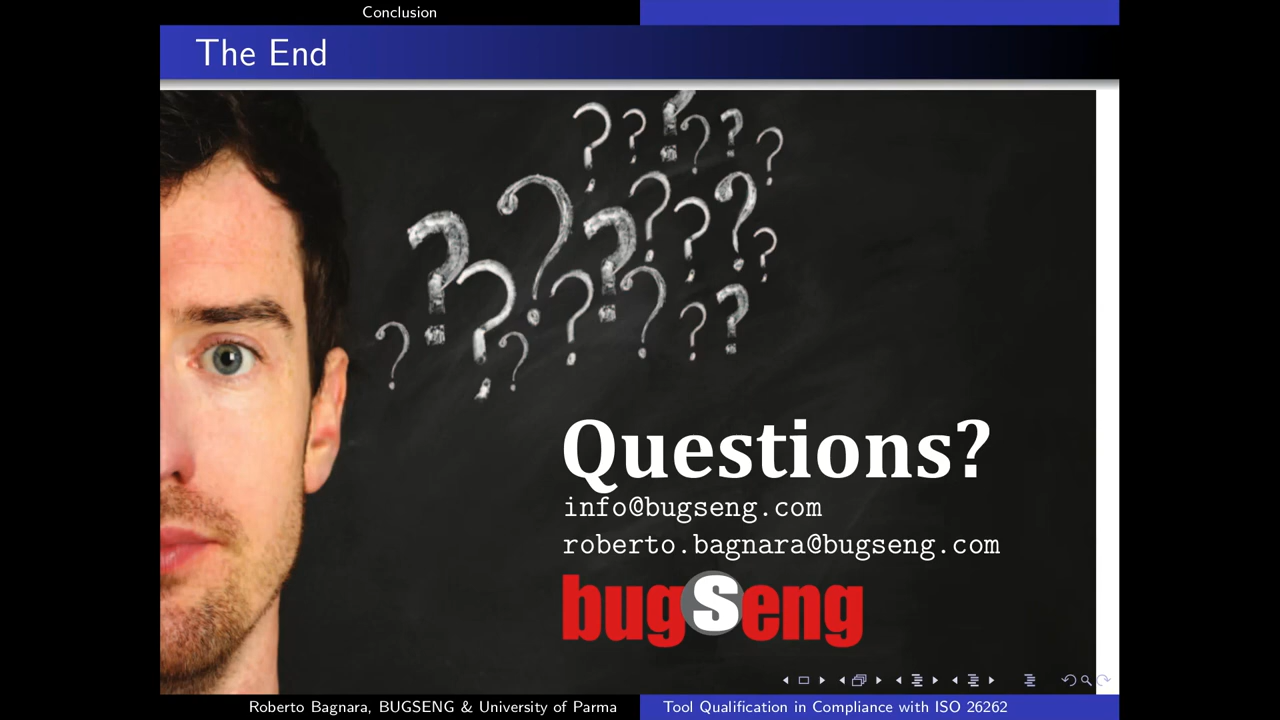 Conclusion
The End
Questions?
info@bugseng.com
roberto.bagnara@bugseng.com
bugSeng
Roberto Bagnara, BUGSENG & University of Parma
Tool Qualification in Compliance with ISO 26262